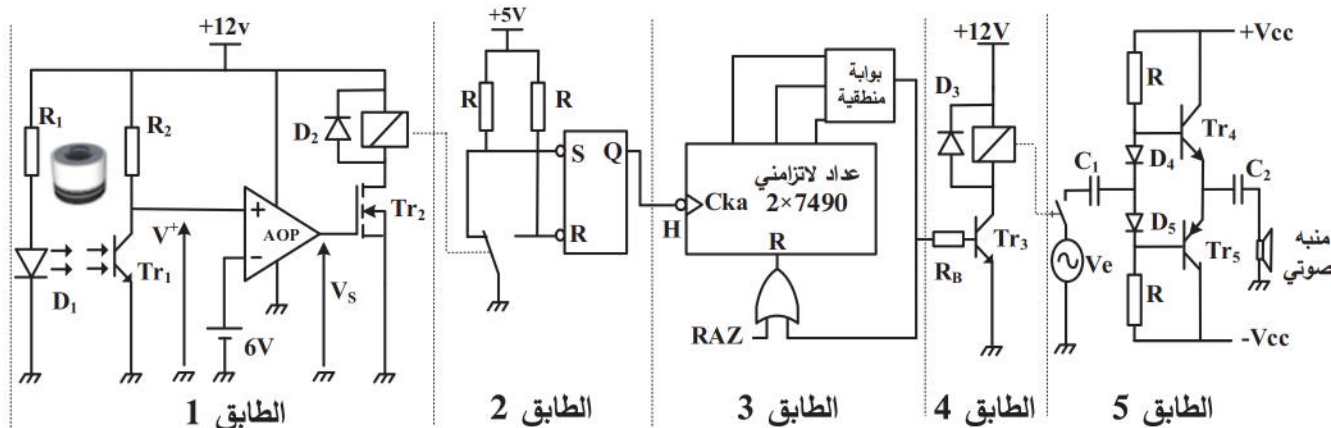 +12v
R₁
R₂
D₂
V⁺
+
AOP
-
Tr₂
Tr₁
D₁
Vₛ
6V
الطابق 1
+5V
R
R
S
Q
R
الطابق 2
بوابة
منطقية
عداد لاتزامني
2×7490
Cka
H
R
RAZ
الطابق 3
+12V
D₃
Tr₃
R_B
الطابق 4
+Vcc
R
Tr₄
C₁
D₄
C₂
D₅
Tr₅
Ve
R
منبه
صوتي
-Vcc
الطابق 5